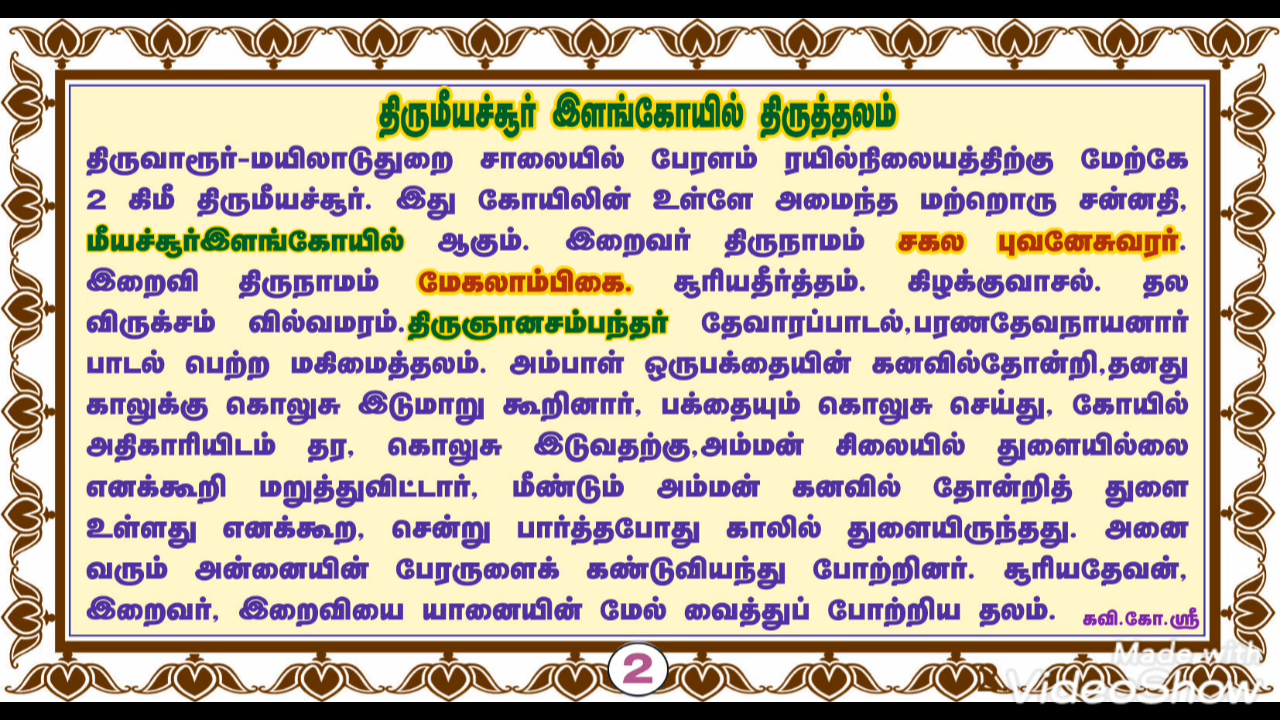 திருமீயச்சூர் இளங்கோயில் திருத்தலம்
திருவாரூர்-மயிலாடுதுறை சாலையில் பேரளம் ரயில்நிலையத்திற்கு மேற்கே
2 கிமீ திருமீயச்சூர். இது கோயிலின் உள்ளே அமைந்த மற்றொரு சன்னதி,
மீயச்சூர்இளங்கோயில் ஆகும். இறைவர் திருநாமம் சகல புவனேசுவரர்.
இறைவி திருநாமம் மேகலாம்பிகை. சூரியதீர்த்தம். கிழக்குவாசல். தல
விருக்சம் வில்வமரம்.திருஞானசம்பந்தர் தேவாரப்பாடல்,பரணதேவநாயனார்
பாடல் பெற்ற மகிமைத்தலம். அம்பாள் ஒருபக்தையின் கனவில்தோன்றி,தனது
காலுக்கு கொலுசு இடுமாறு கூறினார், பக்தையும் கொலுசு செய்து, கோயில்
அதிகாரியிடம் தர, கொலுசு இடுவதற்கு,அம்மன் சிலையில் துளையில்லை
எனக்கூறி மறுத்துவிட்டார், மீண்டும் அம்மன் கனவில் தோன்றித் துளை
உள்ளது எனக்கூற, சென்று பார்த்தபோது காலில் துளையிருந்தது. அனை
வரும் அன்னையின் பேரருளைக் கண்டுவியந்து போற்றினர். சூரியதேவன்,
இறைவர், இறைவியை யானையின் மேல் வைத்துப் போற்றிய தலம். கவி.கோ.ஸ்ரீ
2
Made with
VideoShow